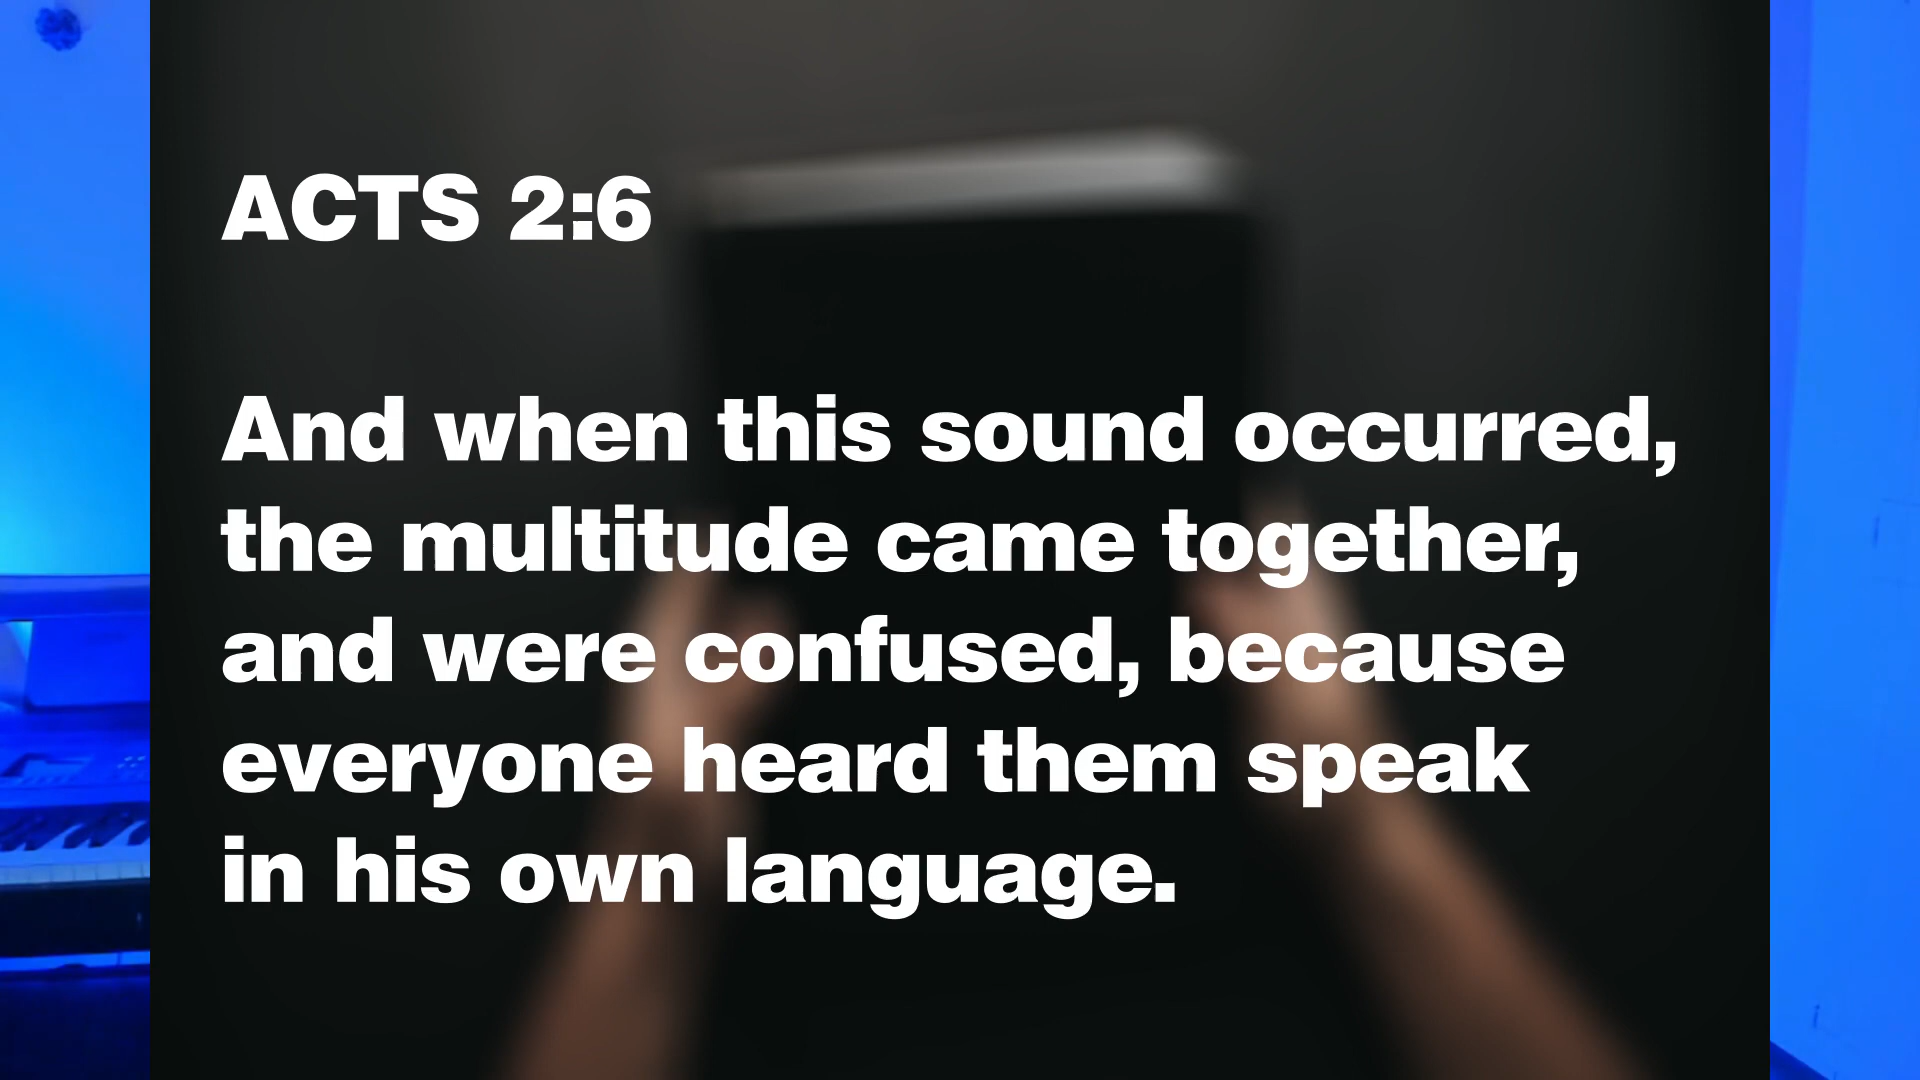 ACTS 2:6
And when this sound occurred,
the multitude came together,
and were confused, because
everyone heard them speak
in his own language.